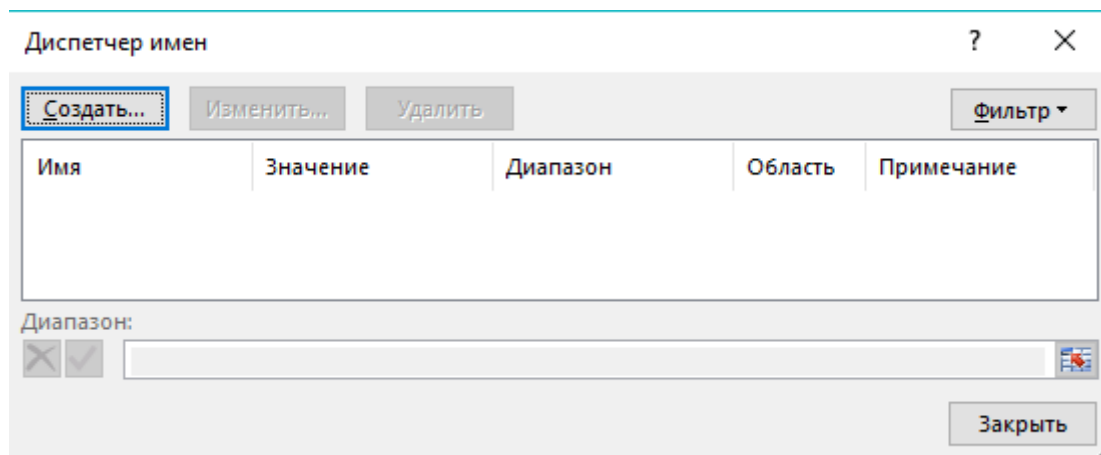 Диспетчер имен ?
Создать... Изменить... Удалить Фильтр
Имя Значение Диапазон Область Примечание
Диапазон:
Закрыть